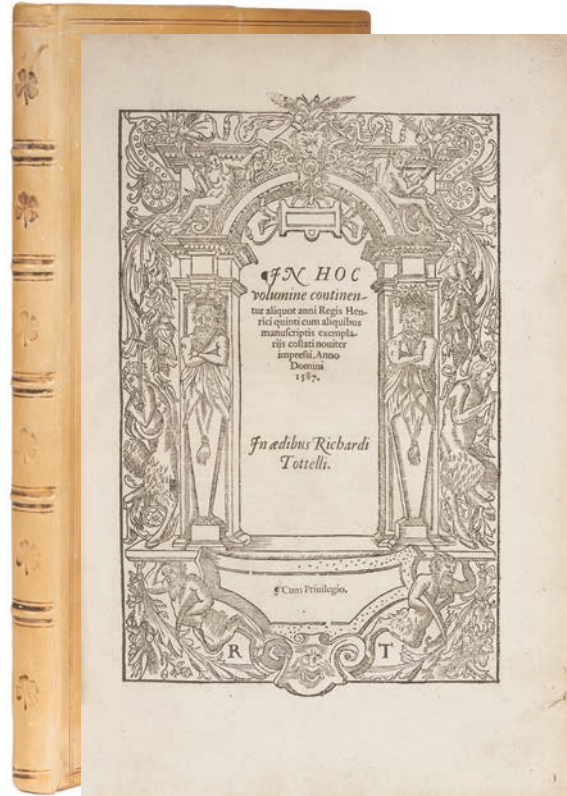 ¶IN HOC
volumine continen-
tur aliquot anni Regis Hen-
rici quinti cum aliquibus
manuscriptis exempla-
rijs collati nouiter
impressi. Anno
Domini
1587.
In ædibus Richardi
Tottelli.
¶Cum Priuilegio.
R T